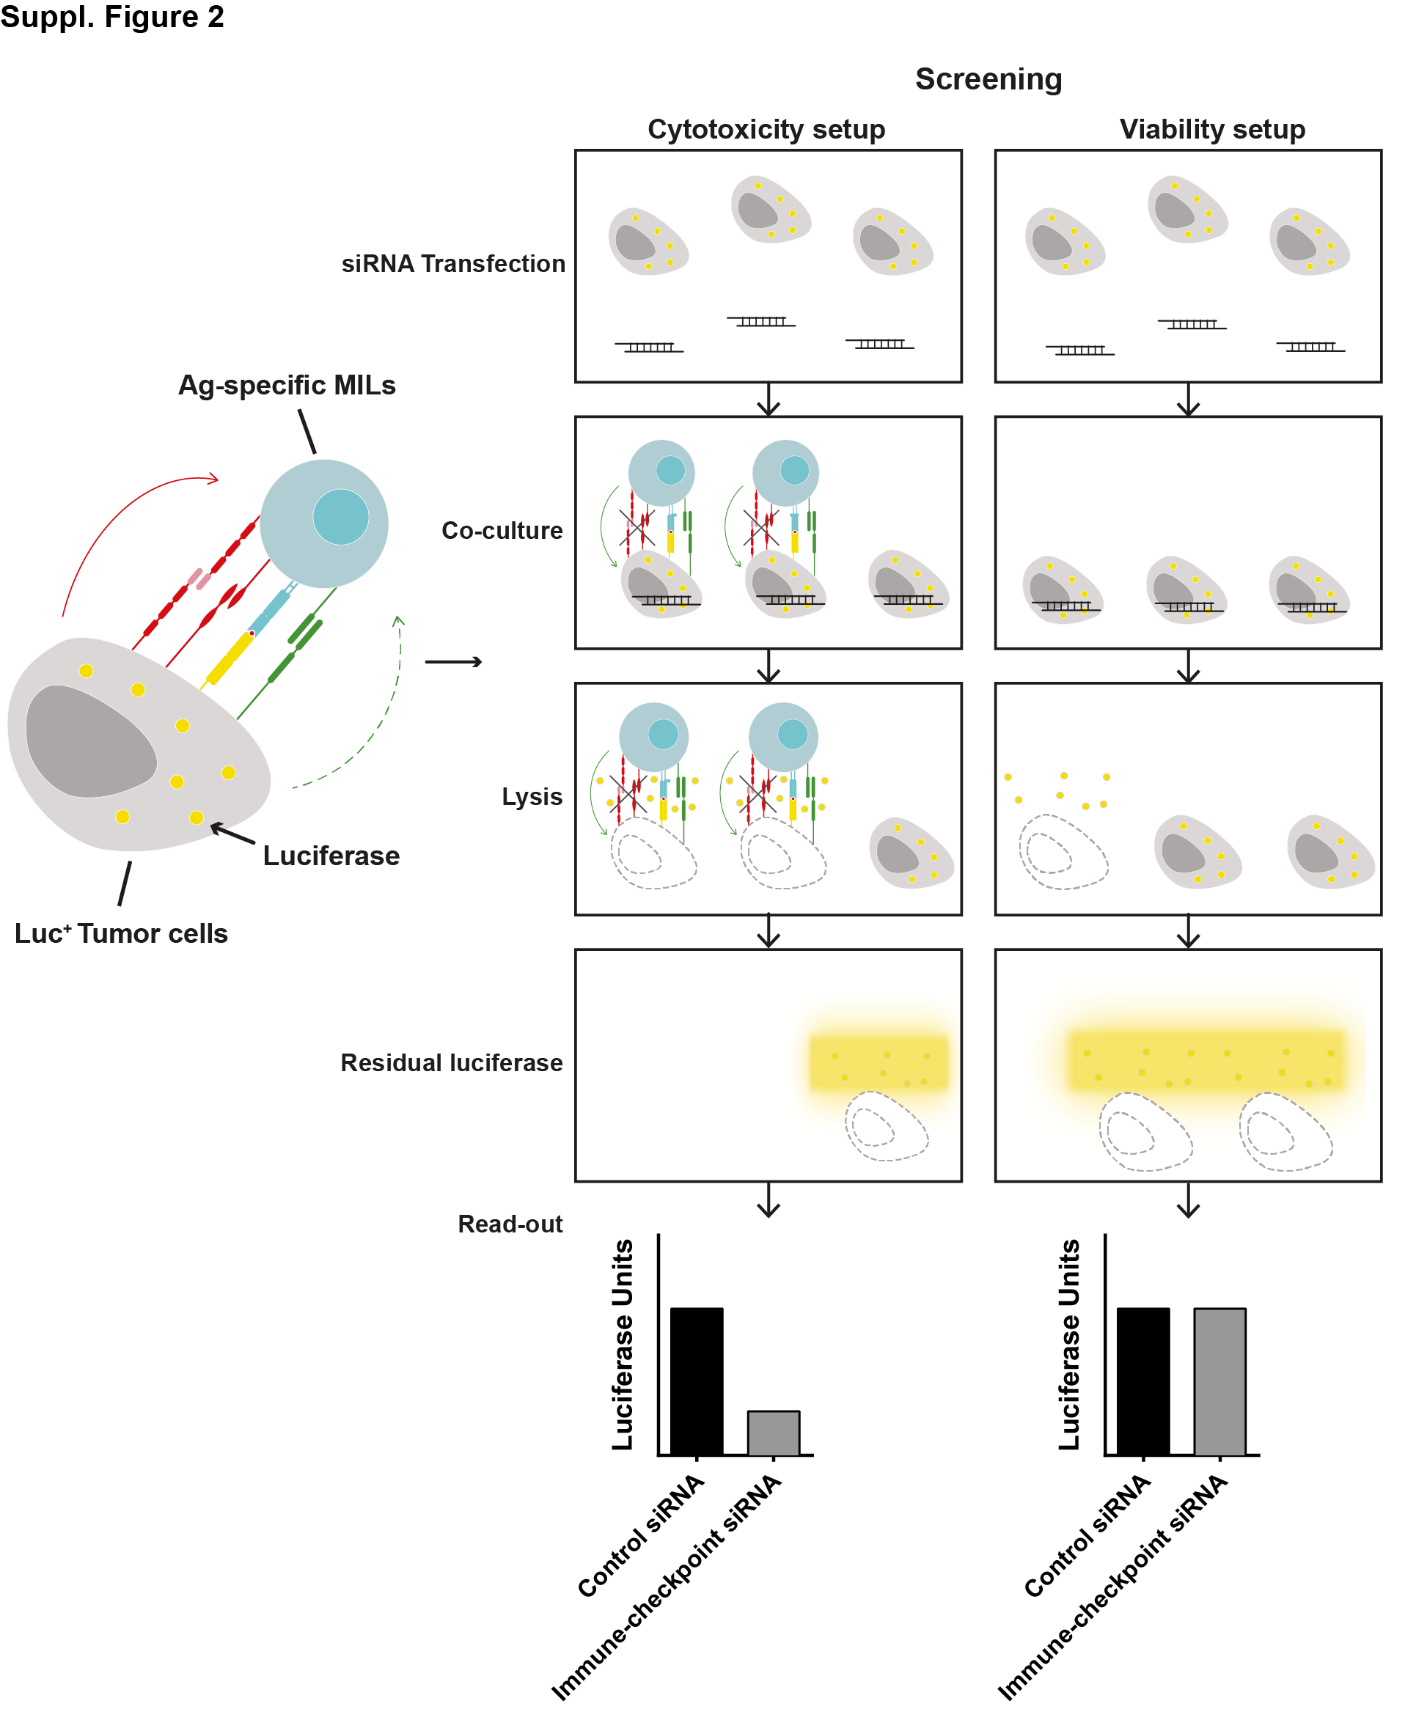 Suppl. Figure 2
Screening
Cytotoxicity setup
Viability setup
siRNA Transfection
Ag-specific MILs
Co-culture
Lysis
Luciferase
Luc+ Tumor cells
Residual luciferase
Read-out
Luciferase Units
Control siRNA
Immune-checkpoint siRNA
Luciferase Units
Control siRNA
Immune-checkpoint siRNA